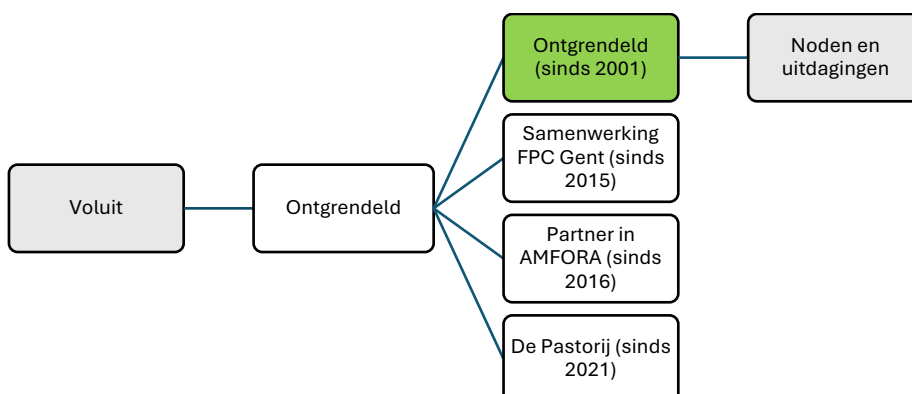 Voluit
Ontgrendeld
Ontgrendeld
(sinds 2001)
Noden en
uitdagingen
Samenwerking
FPC Gent (sinds
2015)
Partner in
AMFORA (sinds
2016)
De Pastorij (sinds
2021)